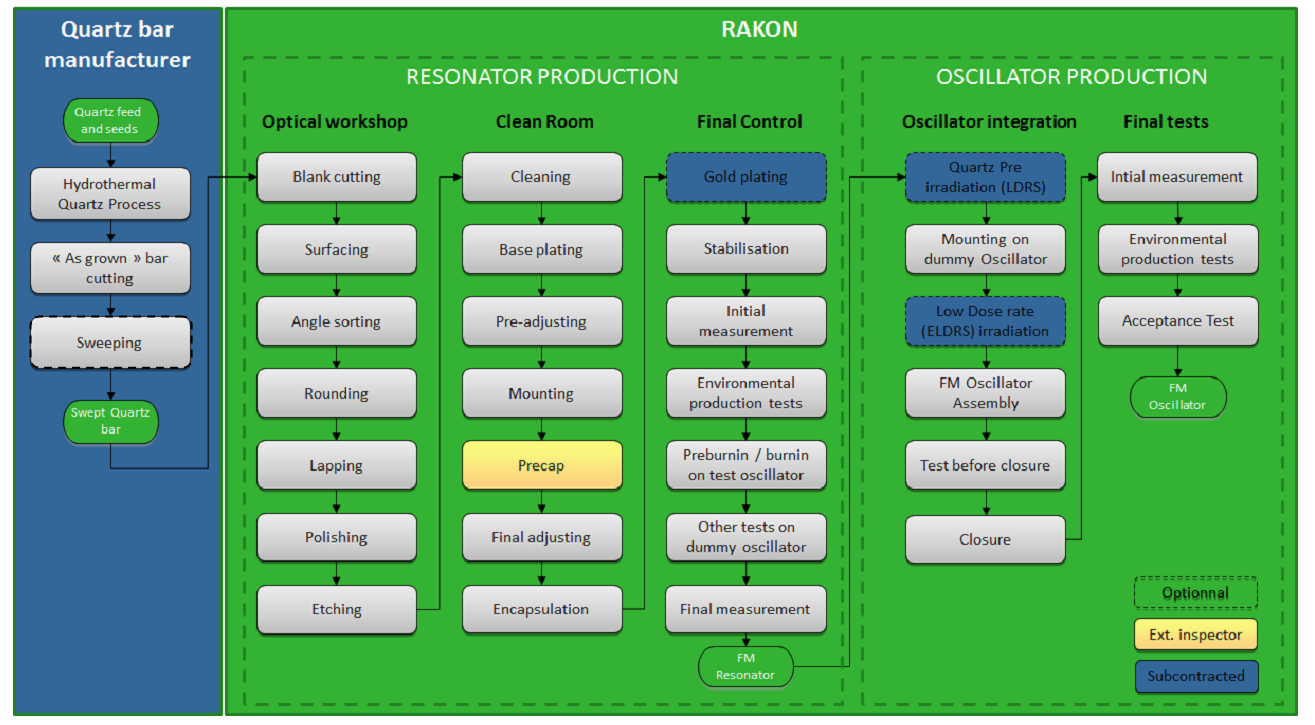 Quartz bar
manufacturer
Quartz feed
and seeds
Hydrothermal
Quartz Process
« As grown » bar
cutting
Sweeping
Swept Quartz
bar
RAKON
RESONATOR PRODUCTION
Optical workshop
Blank cutting
Surfacing
Angle sorting
Rounding
Lapping
Polishing
Etching
Clean Room
Cleaning
Base plating
Pre-adjusting
Mounting
Precap
Final adjusting
Encapsulation
Final Control
Gold plating
Stabilisation
Initial
measurement
Environmental
production tests
Preburnin / burnin
on test oscillator
Other tests on
dummy oscillator
Final measurement
FM
Resonator
OSCILLATOR PRODUCTION
Oscillator integration
Quartz Pre
irradiation (LDRS)
Mounting on
dummy Oscillator
Low Dose rate
(ELDRS) irradiation
FM Oscillator
Assembly
Test before closure
Closure
Final tests
Intial measurement
Environmental
production tests
Acceptance Test
FM
Oscillator
Optionnal
Ext. inspector
Subcontracted